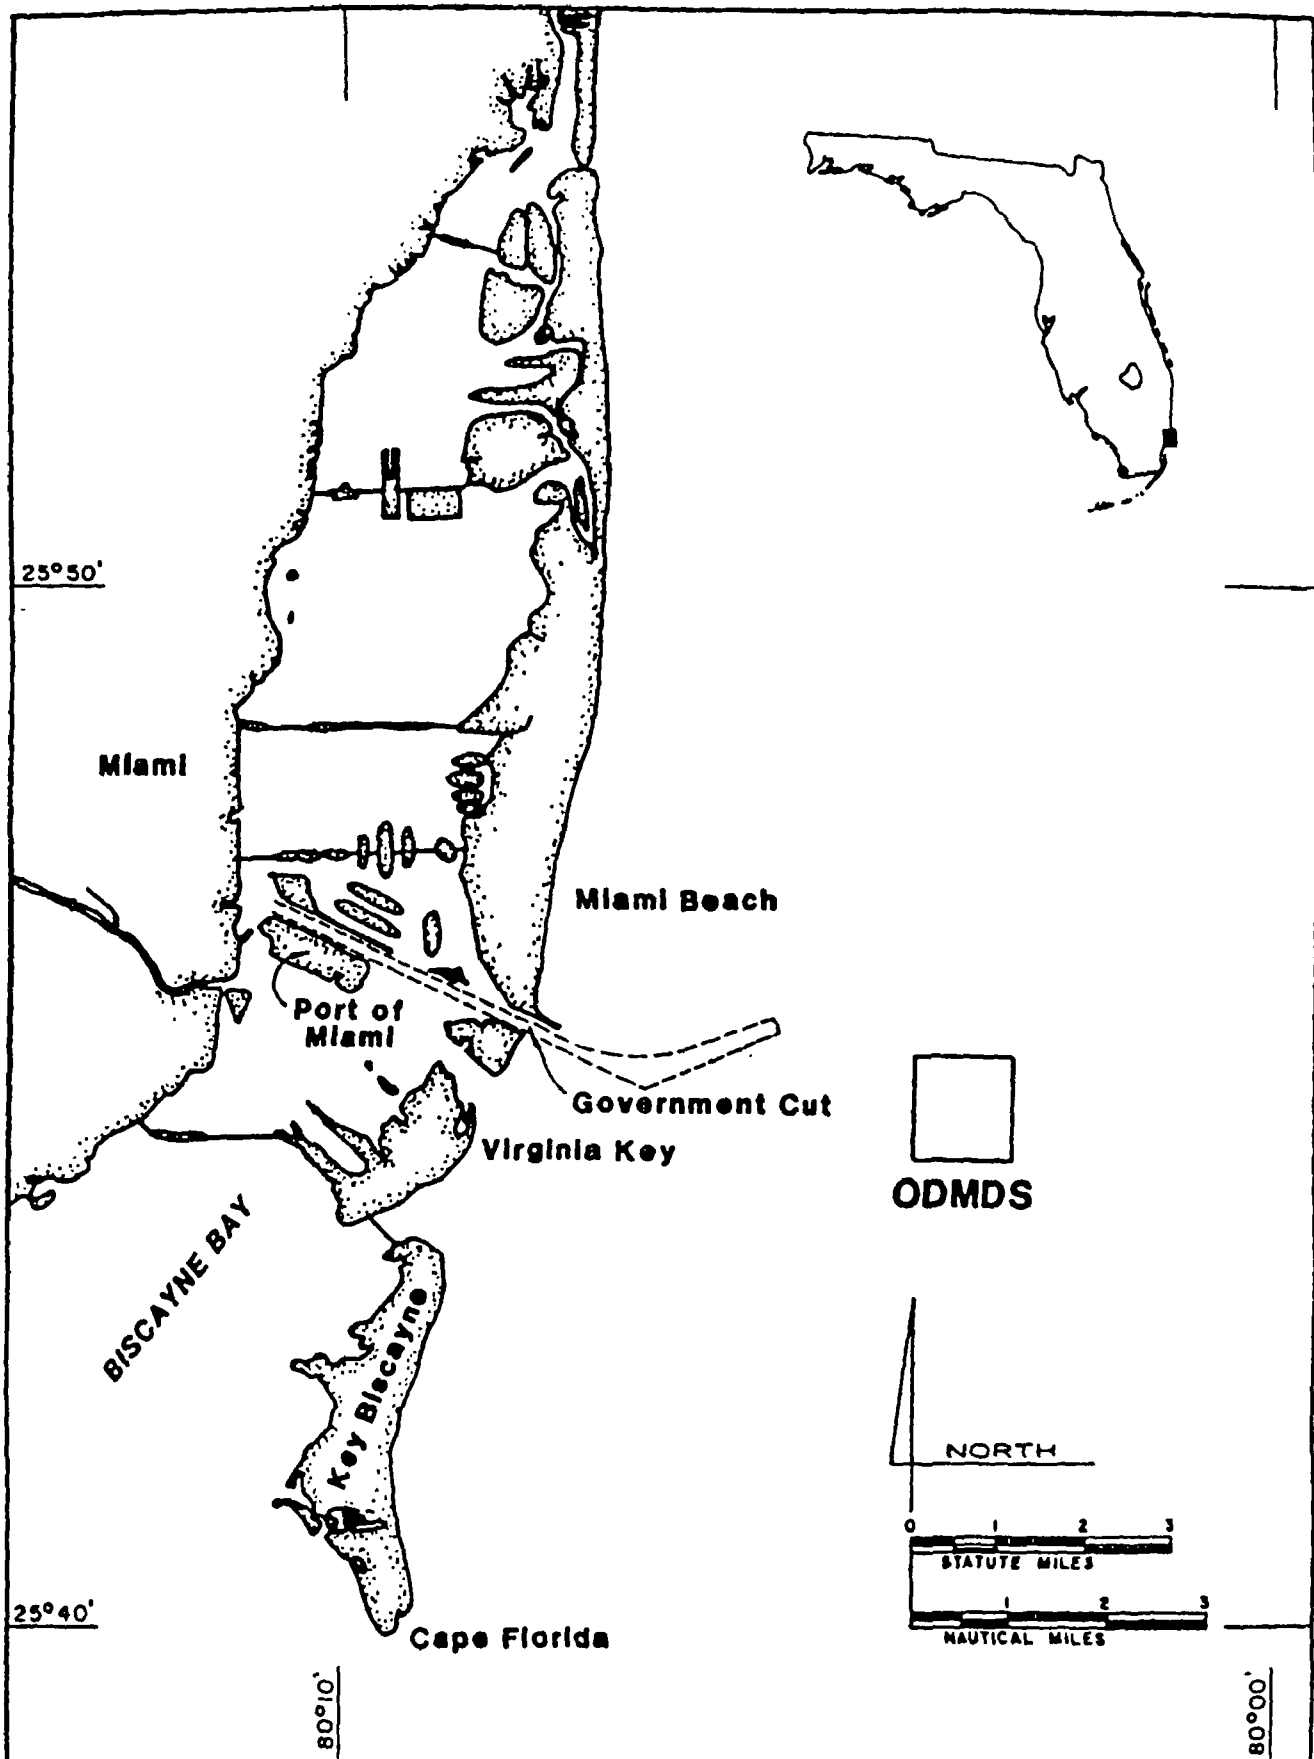 25°50'
Miami
Miami Beach
Port of
Miami
Government Cut
Virginia Key
ODMDS
BISCAYNE BAY
Key Biscayne
NORTH
0 1 2 3
STATUTE MILES
1 2 3
NAUTICAL MILES
25°40'
Cape Florida
80°10'
80°00'